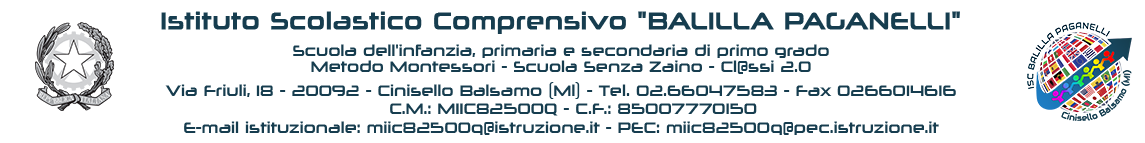 Istituto Scolastico Comprensivo "BALILLA PAGANELLI"
Scuola dell'infanzia, primaria e secondaria di primo grado
Metodo Montessori - Scuola Senza Zaino - Cl@ssi 2.0
Via Friuli, 18 - 20092 - Cinisello Balsamo (MI) - Tel. 02.66047583 - Fax 0266014616
C.M.: MIIC82500Q - C.F.: 85007770150
E-mail istituzionale: miic82500q@istruzione.it - PEC: miic82500q@pec.istruzione.it
ISC BALILLA PAGANELLI
Cinisello Balsamo (MI)